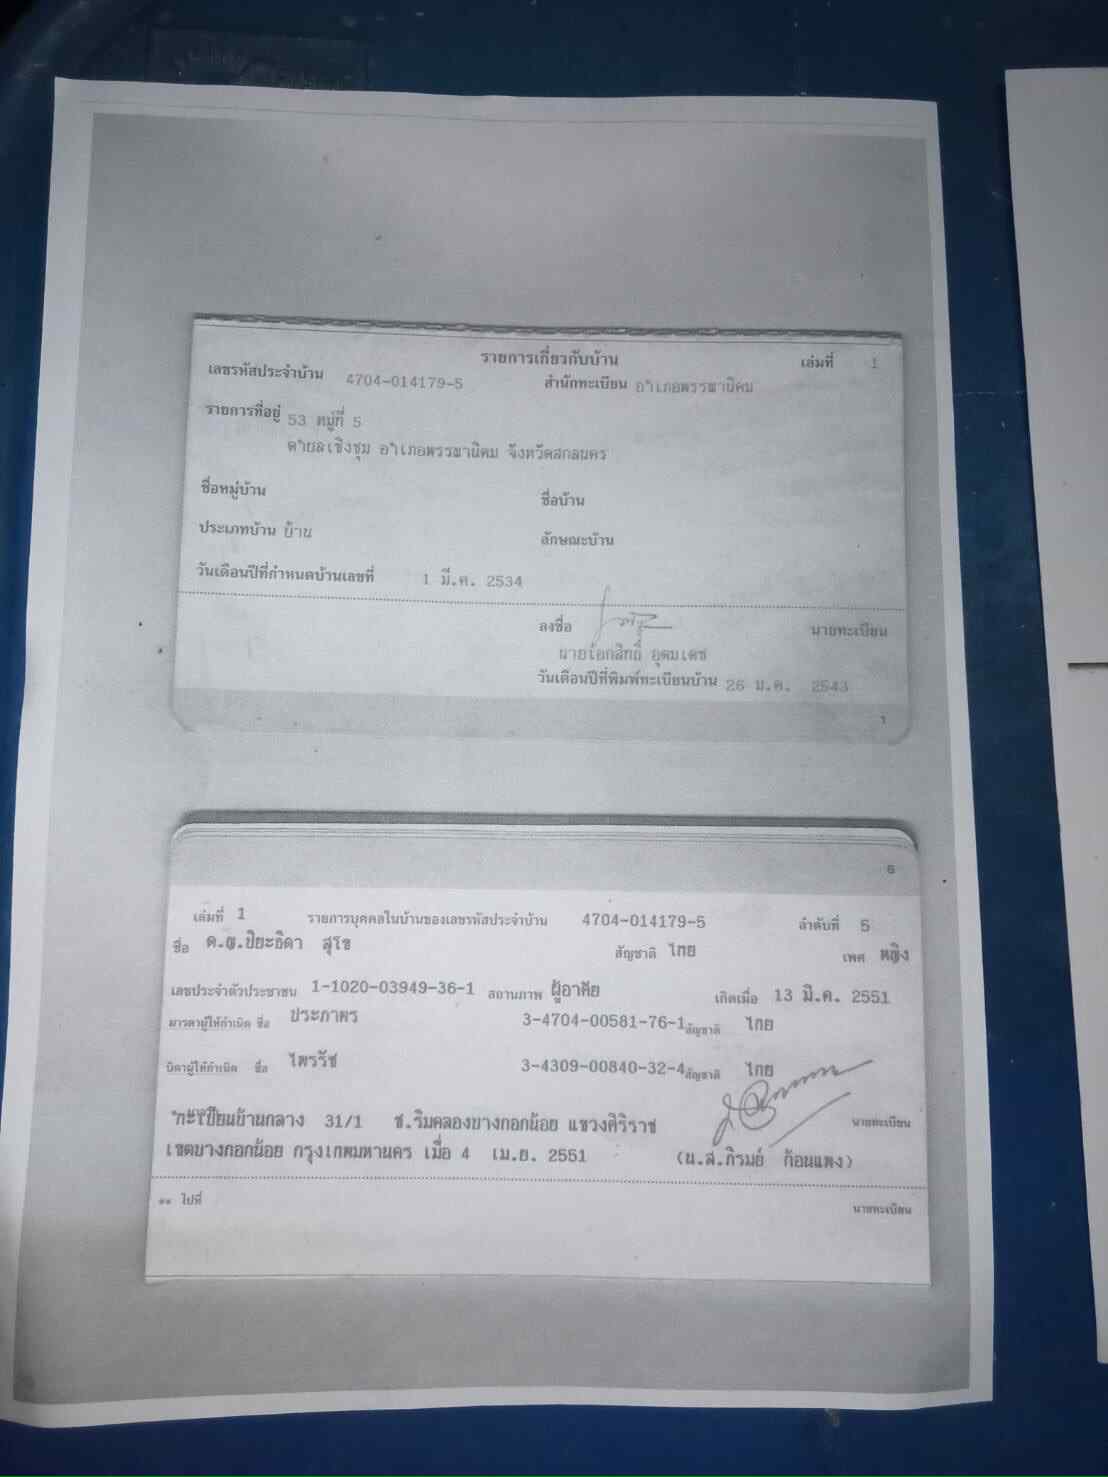 รายการเกี่ยวกับบ้าน เล่มที่ 1
เลขรหัสประจำบ้าน 4704-014179-5 สำนักทะเบียน อำเภอพรรณานิคม
รายการที่อยู่ 53 หมู่ที่ 5
ตำบลเชิงชุม อำเภอพรรณานิคม จังหวัดสกลนคร
ชื่อหมู่บ้าน ชื่อบ้าน
ประเภทบ้าน บ้าน ลักษณะบ้าน
วันเดือนปีที่กำหนดบ้านเลขที่ 1 มี.ค. 2534
ลงชื่อ นายทะเบียน
นายโอกสิทธิ์ อุดมเดช
วันเดือนปีที่พิมพ์ทะเบียนบ้าน 26 ม.ค. 2543
1
6
เล่มที่ 1 รายการบุคคลในบ้านของเลขรหัสประจำบ้าน 4704-014179-5 ลำดับที่ 5
ชื่อ ด.ญ.ปิยะธิดา สุโข สัญชาติ ไทย เพศ หญิง
เลขประจำตัวประชาชน 1-1020-03949-36-1 สถานภาพ ผู้อาศัย เกิดเมื่อ 13 มี.ค. 2551
มารดาผู้ให้กำเนิด ชื่อ ประภาพร 3-4704-00581-76-1 สัญชาติ ไทย
บิดาผู้ให้กำเนิด ชื่อ ไพรรัช 3-4309-00840-32-4 สัญชาติ ไทย
ทะเบียนบ้านกลาง 31/1 ซ.ริมคลองบางกอกน้อย แขวงศิริราช นายทะเบียน
เขตบางกอกน้อย กรุงเทพมหานคร เมื่อ 4 เม.ย. 2551 (น.ส.ภิรมย์ ก้อนแพง)
ไปที่ นายทะเบียน